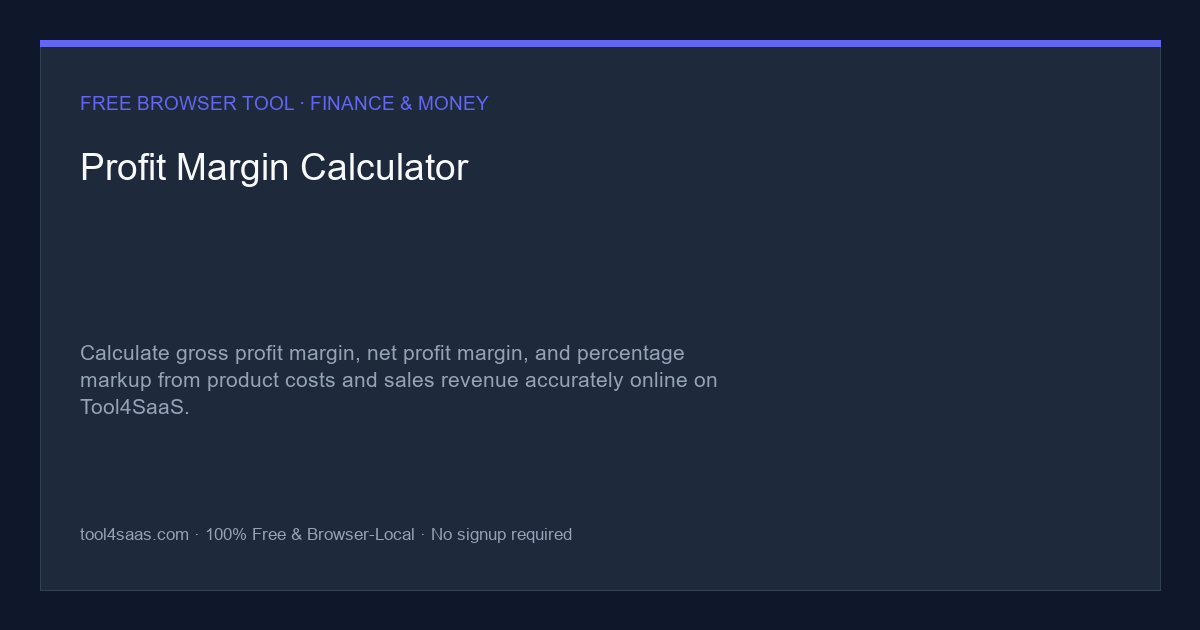 FREE BROWSER TOOL · FINANCE & MONEY
Profit Margin Calculator
Calculate gross profit margin, net profit margin, and percentage
markup from product costs and sales revenue accurately online on
Tool4SaaS.
tool4saas.com · 100% Free & Browser-Local · No signup required